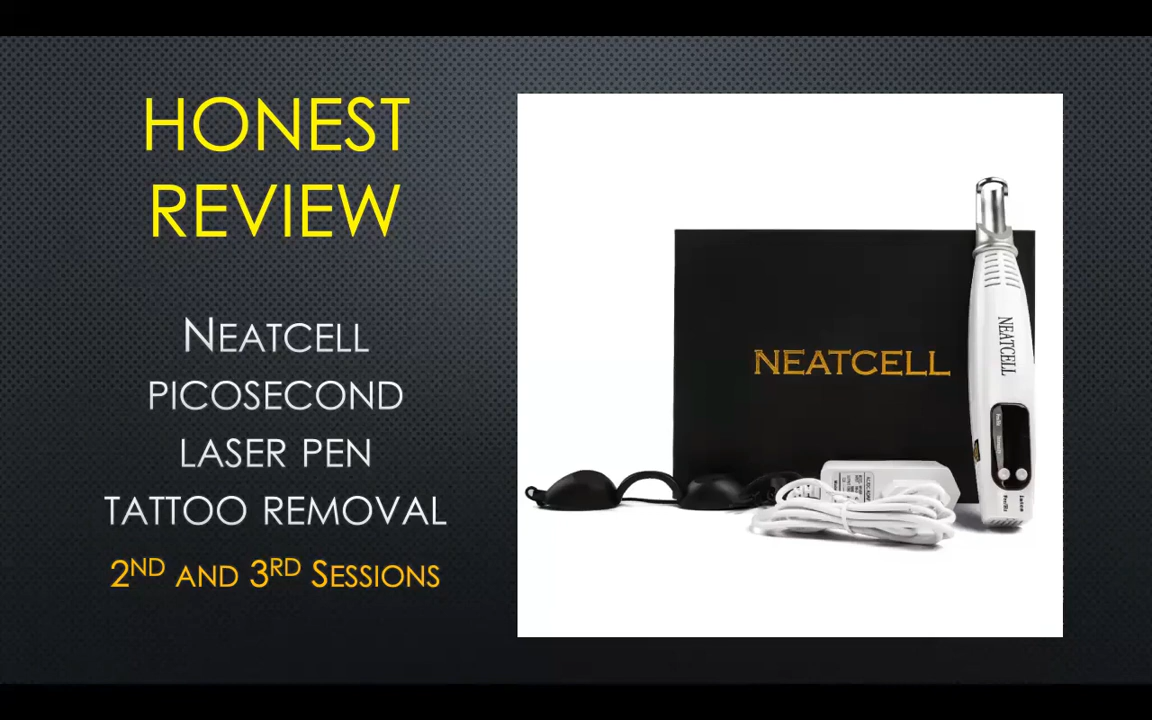 HONEST
REVIEW
NEATCELL
PICOSECOND
LASER PEN
TATTOO REMOVAL
2ND AND 3RD SESSIONS
NEATCELL
NEATCELL